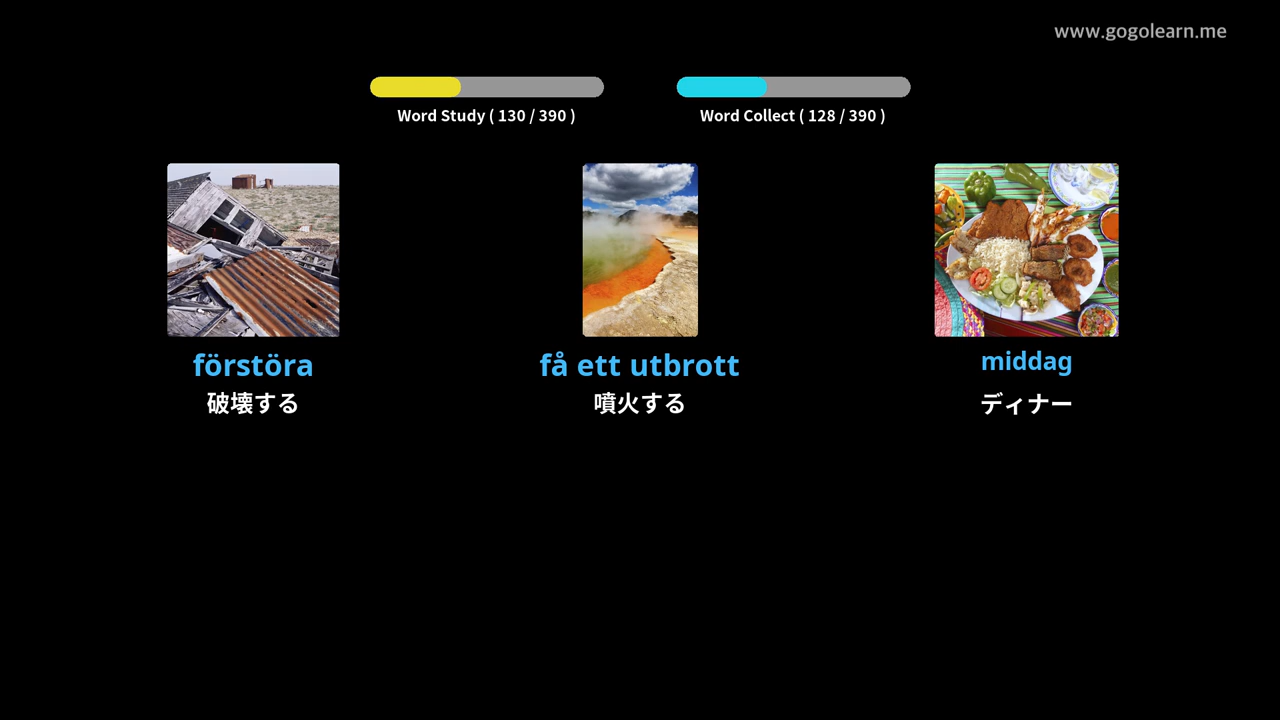 www.gogolearn.me
Word Study ( 130 / 390 )
Word Collect ( 128 / 390 )
förstöra
få ett utbrott
middag
破壊する
噴火する
ディナー